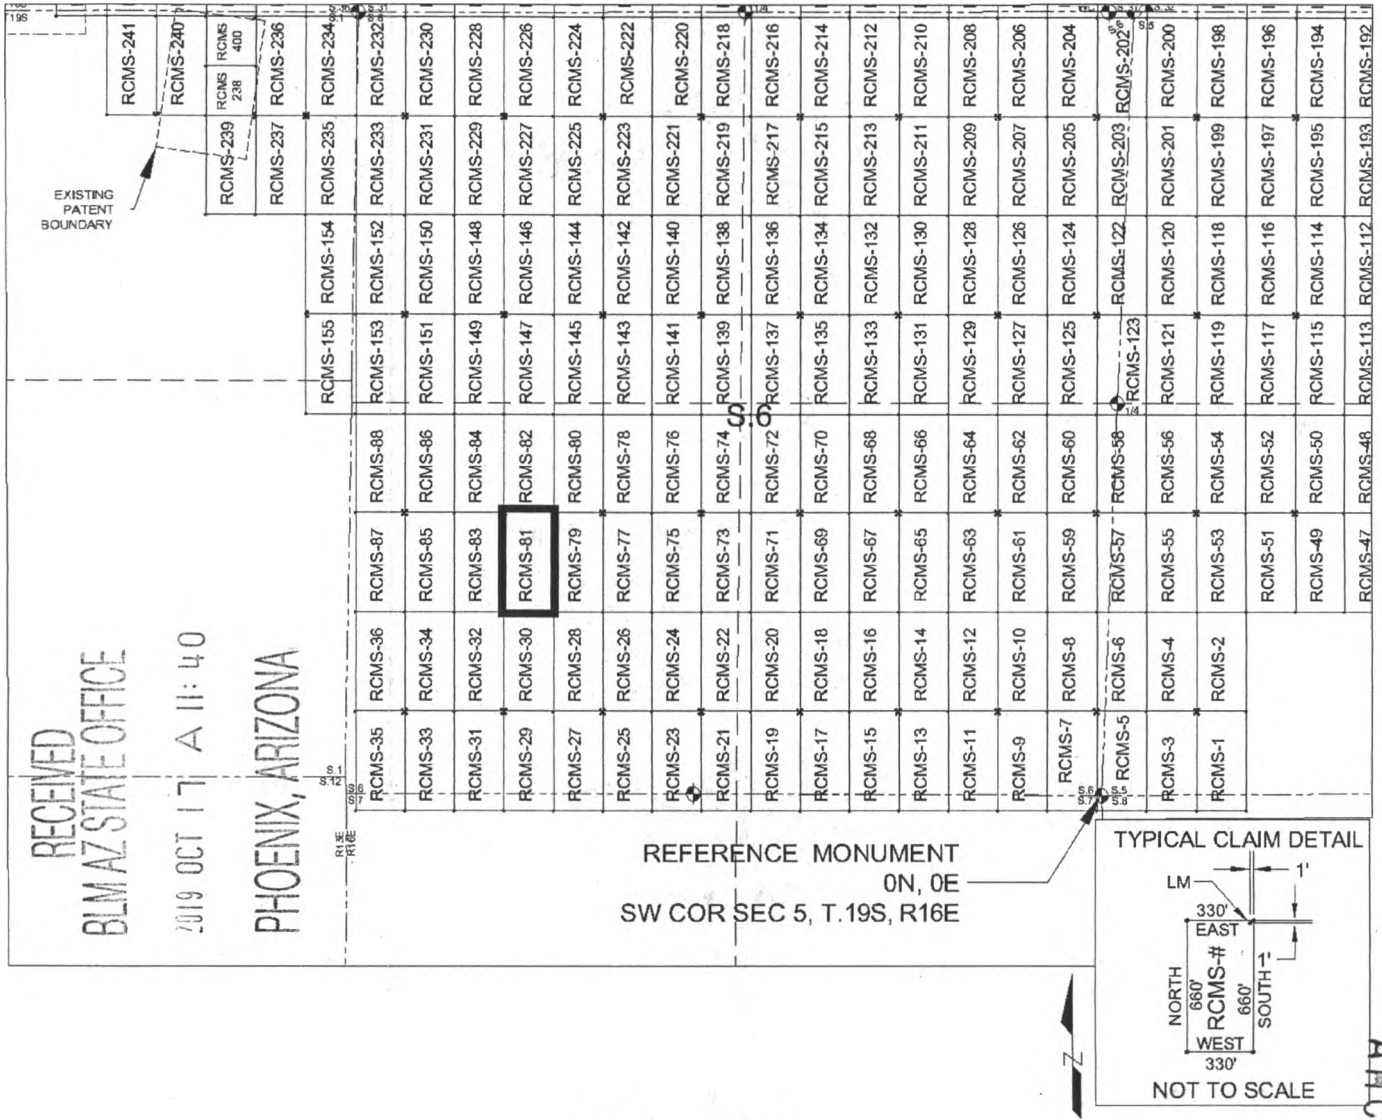 T19S
S.1
S.6
1/4
S.6
S.5
RCMS-241
RCMS-240
RCMS
400
RCMS
238
RCMS-236
RCMS-234
RCMS-232
RCMS-230
RCMS-228
RCMS-226
RCMS-224
RCMS-222
RCMS-220
RCMS-218
RCMS-216
RCMS-214
RCMS-212
RCMS-210
RCMS-208
RCMS-206
RCMS-204
RCMS-202
RCMS-200
RCMS-198
RCMS-196
RCMS-194
RCMS-192
EXISTING
PATENT
BOUNDARY
RCMS-239
RCMS-237
RCMS-235
RCMS-233
RCMS-231
RCMS-229
RCMS-227
RCMS-225
RCMS-223
RCMS-221
RCMS-219
RCMS-217
RCMS-215
RCMS-213
RCMS-211
RCMS-209
RCMS-207
RCMS-205
RCMS-203
RCMS-201
RCMS-199
RCMS-197
RCMS-195
RCMS-193
RCMS-154
RCMS-152
RCMS-150
RCMS-148
RCMS-146
RCMS-144
RCMS-142
RCMS-140
RCMS-138
RCMS-136
RCMS-134
RCMS-132
RCMS-130
RCMS-128
RCMS-126
RCMS-124
RCMS-122
RCMS-120
RCMS-118
RCMS-116
RCMS-114
RCMS-112
RCMS-155
RCMS-153
RCMS-151
RCMS-149
RCMS-147
RCMS-145
RCMS-143
RCMS-141
RCMS-139
RCMS-137
RCMS-135
RCMS-133
RCMS-131
RCMS-129
RCMS-127
RCMS-125
RCMS-123
RCMS-121
RCMS-119
RCMS-117
RCMS-115
RCMS-113
1/4
S.6
RCMS-88
RCMS-86
RCMS-84
RCMS-82
RCMS-80
RCMS-78
RCMS-76
RCMS-74
RCMS-72
RCMS-70
RCMS-68
RCMS-66
RCMS-64
RCMS-62
RCMS-60
RCMS-58
RCMS-56
RCMS-54
RCMS-52
RCMS-50
RCMS-48
RCMS-87
RCMS-85
RCMS-83
RCMS-81
RCMS-79
RCMS-77
RCMS-75
RCMS-73
RCMS-71
RCMS-69
RCMS-67
RCMS-65
RCMS-63
RCMS-61
RCMS-59
RCMS-57
RCMS-55
RCMS-53
RCMS-51
RCMS-49
RCMS-47
RCMS-36
RCMS-34
RCMS-32
RCMS-30
RCMS-28
RCMS-26
RCMS-24
RCMS-22
RCMS-20
RCMS-18
RCMS-16
RCMS-14
RCMS-12
RCMS-10
RCMS-8
RCMS-6
RCMS-4
RCMS-2
RCMS-35
RCMS-33
RCMS-31
RCMS-29
RCMS-27
RCMS-25
RCMS-23
RCMS-21
RCMS-19
RCMS-17
RCMS-15
RCMS-13
RCMS-11
RCMS-9
RCMS-7
RCMS-5
RCMS-3
RCMS-1
S.1
S.12
S.6
S.7
S.6
S.5
S.7
S.8
R16E
RECEIVED
BLM AZ STATE OFFICE
2019 OCT 17 A 11:40
PHOENIX, ARIZONA
REFERENCE MONUMENT
0N, 0E
SW COR SEC 5, T.19S, R16E
TYPICAL CLAIM DETAIL
1'
LM
330'
EAST
1'
NORTH
660'
RCMS-#
660'
SOUTH
WEST
330'
NOT TO SCALE
N